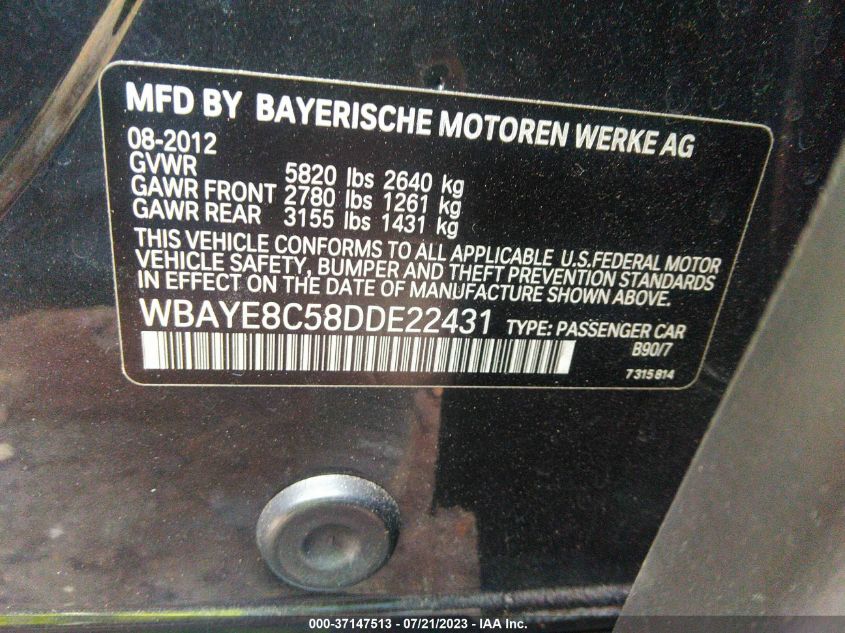 MFD BY BAYERISCHE MOTOREN WERKE AG
08-2012
GVWR 5820 lbs 2640 kg
GAWR FRONT 2780 lbs 1261 kg
GAWR REAR 3155 lbs 1431 kg
THIS VEHICLE CONFORMS TO ALL APPLICABLE U.S.FEDERAL MOTOR
VEHICLE SAFETY, BUMPER AND THEFT PREVENTION STANDARDS
IN EFFECT ON THE DATE OF MANUFACTURE SHOWN ABOVE.
WBAYE8C58DDE22431 TYPE: PASSENGER CAR
B90/7
7 315 814
000-37147513 - 07/21/2023 - IAA Inc.